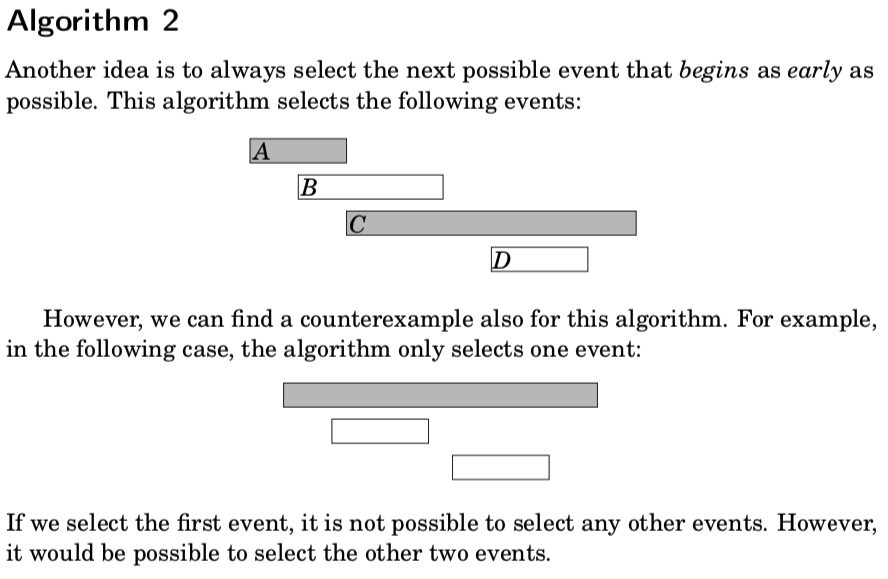 Algorithm 2
Another idea is to always select the next possible event that begins as early as
possible. This algorithm selects the following events:
A
B
C
D
However, we can find a counterexample also for this algorithm. For example,
in the following case, the algorithm only selects one event:
If we select the first event, it is not possible to select any other events. However,
it would be possible to select the other two events.